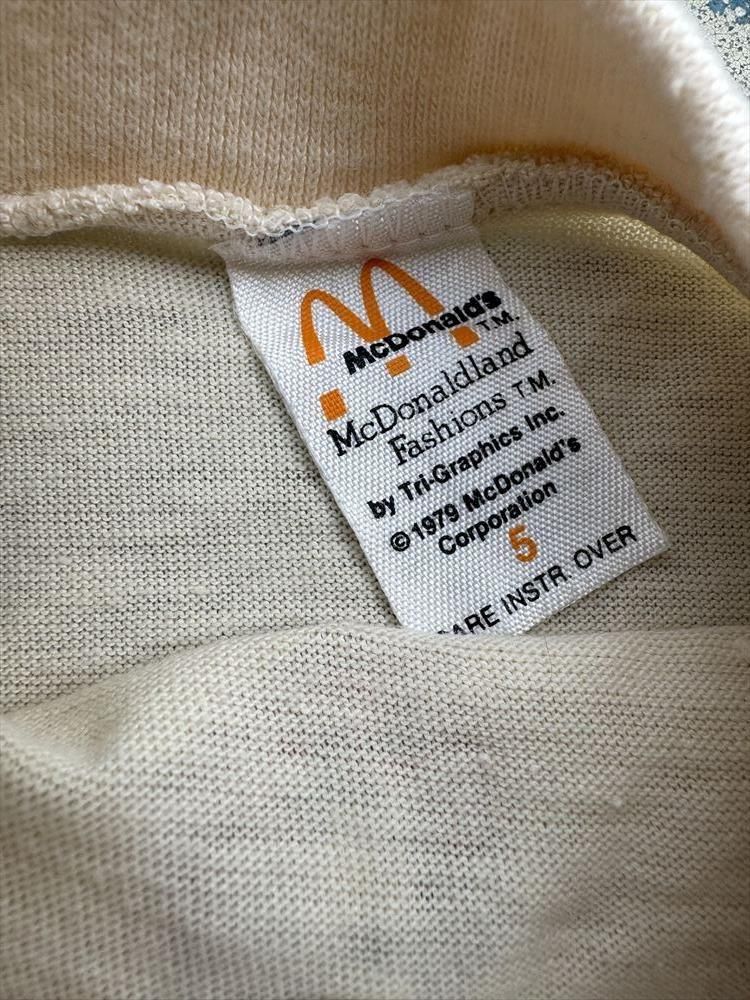 McDonald's T.M.
McDonaldland
Fashions T.M.
by Tri-Graphics Inc.
© 1979 McDonald's
Corporation
5
CARE INSTR. OVER